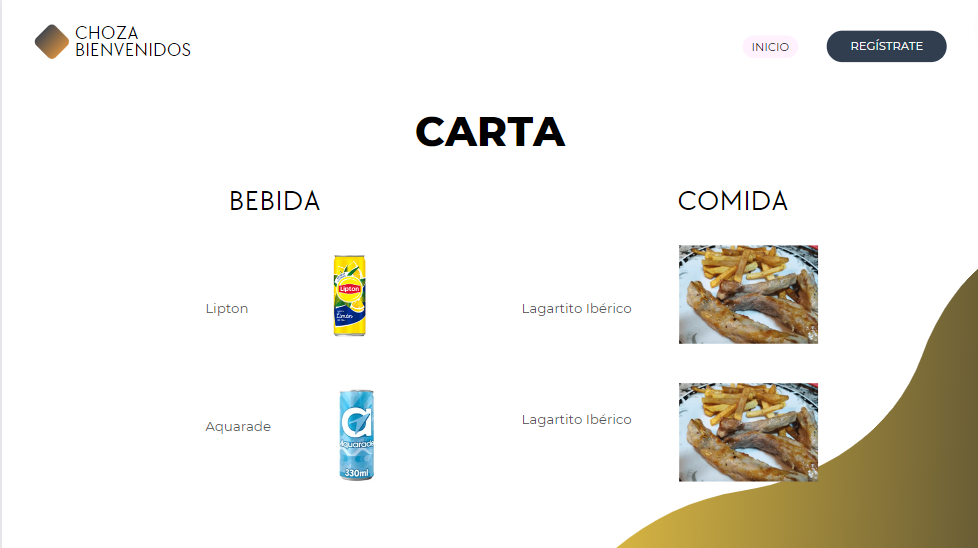 CHOZA
BIENVENIDOS
INICIO
REGÍSTRATE
CARTA
BEBIDA
COMIDA
Lipton
Lipton
Limón
Lagartito Ibérico
Aquarade
aquarade
330ml
Lagartito Ibérico